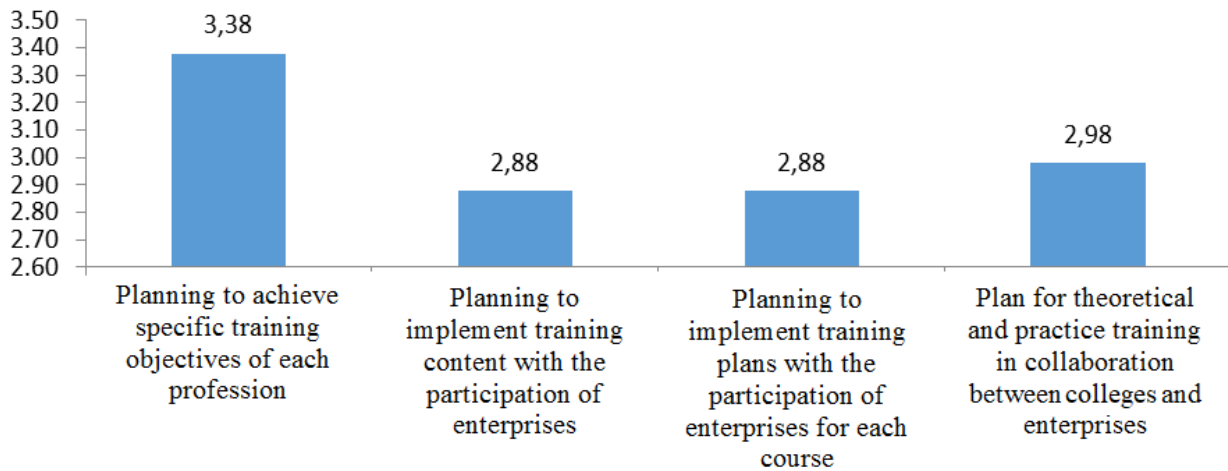 3.50
3.40
3.30
3.20
3.10
3.00
2.90
2.80
2.70
2.60
3,38
2,88
2,88
2,98
Planning to achieve
specific training
objectives of each
profession
Planning to
implement training
content with the
participation of
enterprises
Planning to
implement training
plans with the
participation of
enterprises for each
course
Plan for theoretical
and practice training
in collaboration
between colleges and
enterprises